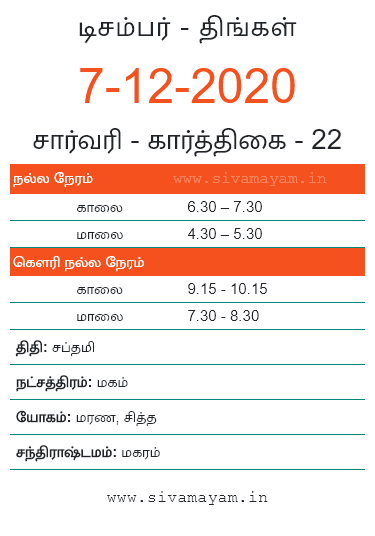 டிசம்பர் - திங்கள்
7-12-2020
சார்வரி - கார்த்திகை - 22
நல்ல நேரம் www.sivamayam.in
காலை 6.30 – 7.30
மாலை 4.30 – 5.30
கௌரி நல்ல நேரம்
காலை 9.15 - 10.15
மாலை 7.30 - 8.30
திதி: சப்தமி
நட்சத்திரம்: மகம்
யோகம்: மரண, சித்த
சந்திராஷ்டமம்: மகரம்
www.sivamayam.in